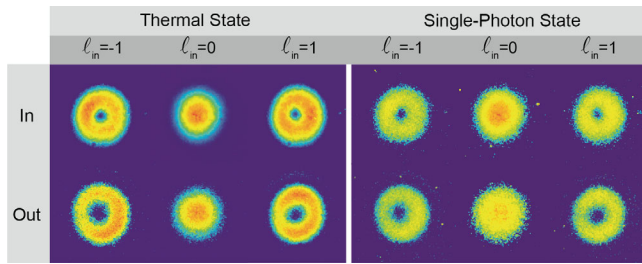 Thermal State Single-Photon State
ℓin=-1 ℓin=0 ℓin=1 ℓin=-1 ℓin=0 ℓin=1
In
Out